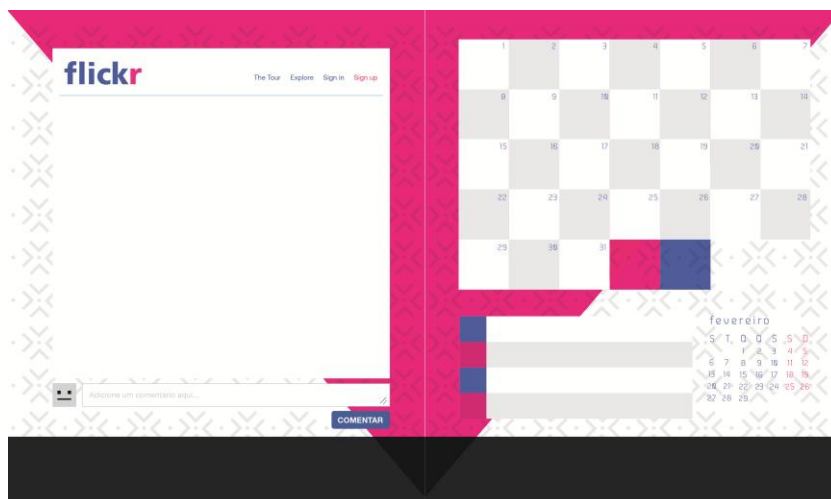 flickr
The Tour Explore Sign in Sign up
Adicione um comentário aqui...
COMENTAR
1 2 3 4 5 6 7
8 9 10 11 12 13 14
15 16 17 18 19 20 21
22 23 24 25 26 27 28
29 30 31
fevereiro
S T Q Q S S D
1 2 3 4 5
6 7 8 9 10 11 12
13 14 15 16 17 18 19
20 21 22 23 24 25 26
27 28 29